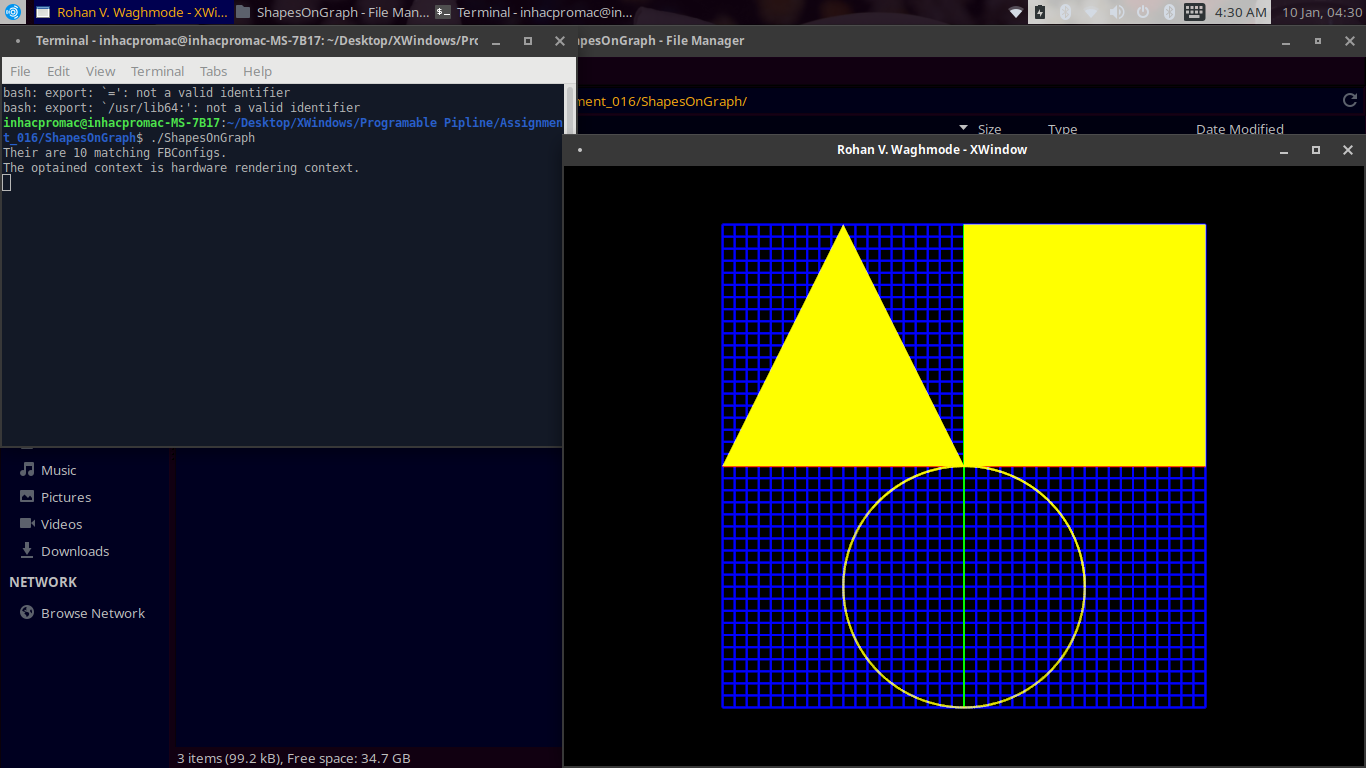 Rohan V. Waghmode - XWi...
ShapesOnGraph - File Man...
Terminal - inhacpromac@in...
4:30 AM
10 Jan, 04:30
Terminal - inhacpromac@inhacpromac-MS-7B17: ~/Desktop/XWindows/Prc
apesOnGraph - File Manager
File Edit View Terminal Tabs Help
ment_016/ShapesOnGraph/
Size Type Date Modified
bash: export: `=': not a valid identifier
bash: export: `/usr/lib64:': not a valid identifier
inhacpromac@inhacpromac-MS-7B17:~/Desktop/XWindows/Programable Pipline/Assignmen
t_016/ShapesOnGraph$ ./ShapesOnGraph
Their are 10 matching FBConfigs.
The optained context is hardware rendering context.
Rohan V. Waghmode - XWindow
Music
Pictures
Videos
Downloads
NETWORK
Browse Network
3 items (99.2 kB), Free space: 34.7 GB